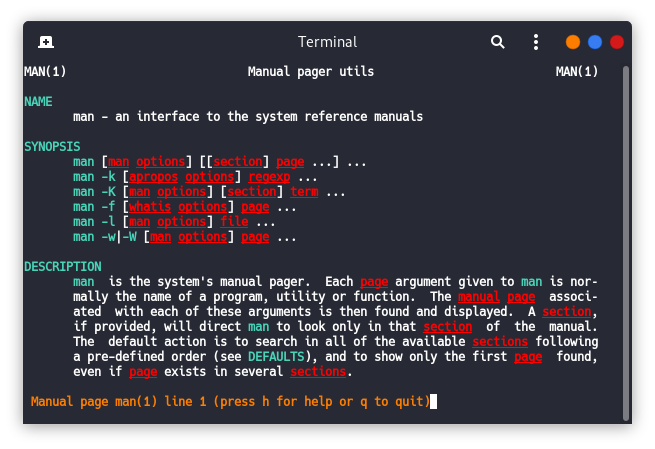 Terminal
MAN(1) Manual pager utils MAN(1)
NAME
man - an interface to the system reference manuals
SYNOPSIS
man [man options] [[section] page ...] ...
man -k [apropos options] regexp ...
man -K [man options] [section] term ...
man -f [whatis options] page ...
man -l [man options] file ...
man -w|-W [man options] page ...
DESCRIPTION
man is the system's manual pager. Each page argument given to man is nor-
mally the name of a program, utility or function. The manual page associ-
ated with each of these arguments is then found and displayed. A section,
if provided, will direct man to look only in that section of the manual.
The default action is to search in all of the available sections following
a pre-defined order (see DEFAULTS), and to show only the first page found,
even if page exists in several sections.
Manual page man(1) line 1 (press h for help or q to quit)